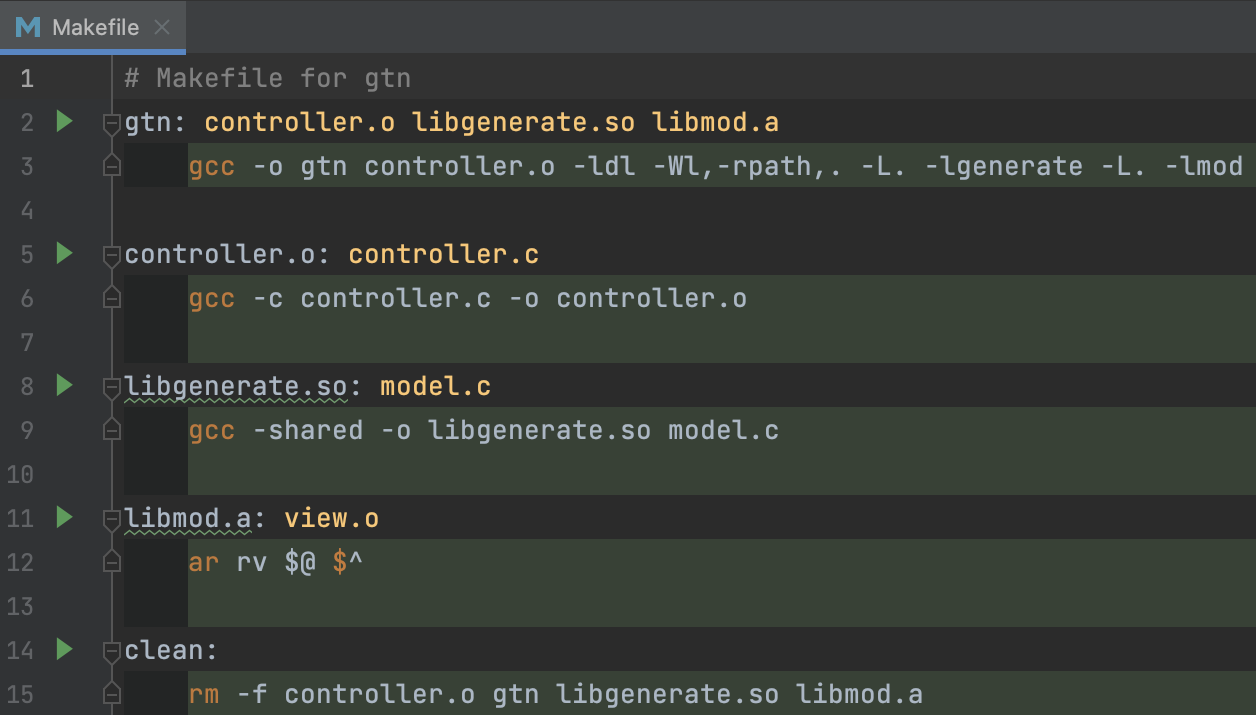 Makefile
1 # Makefile for gtn
2 gtn: controller.o libgenerate.so libmod.a
3 gcc -o gtn controller.o -ldl -Wl,-rpath,. -L. -lgenerate -L. -lmod
4
5 controller.o: controller.c
6 gcc -c controller.c -o controller.o
7
8 libgenerate.so: model.c
9 gcc -shared -o libgenerate.so model.c
10
11 libmod.a: view.o
12 ar rv $@ $^
13
14 clean:
15 rm -f controller.o gtn libgenerate.so libmod.a